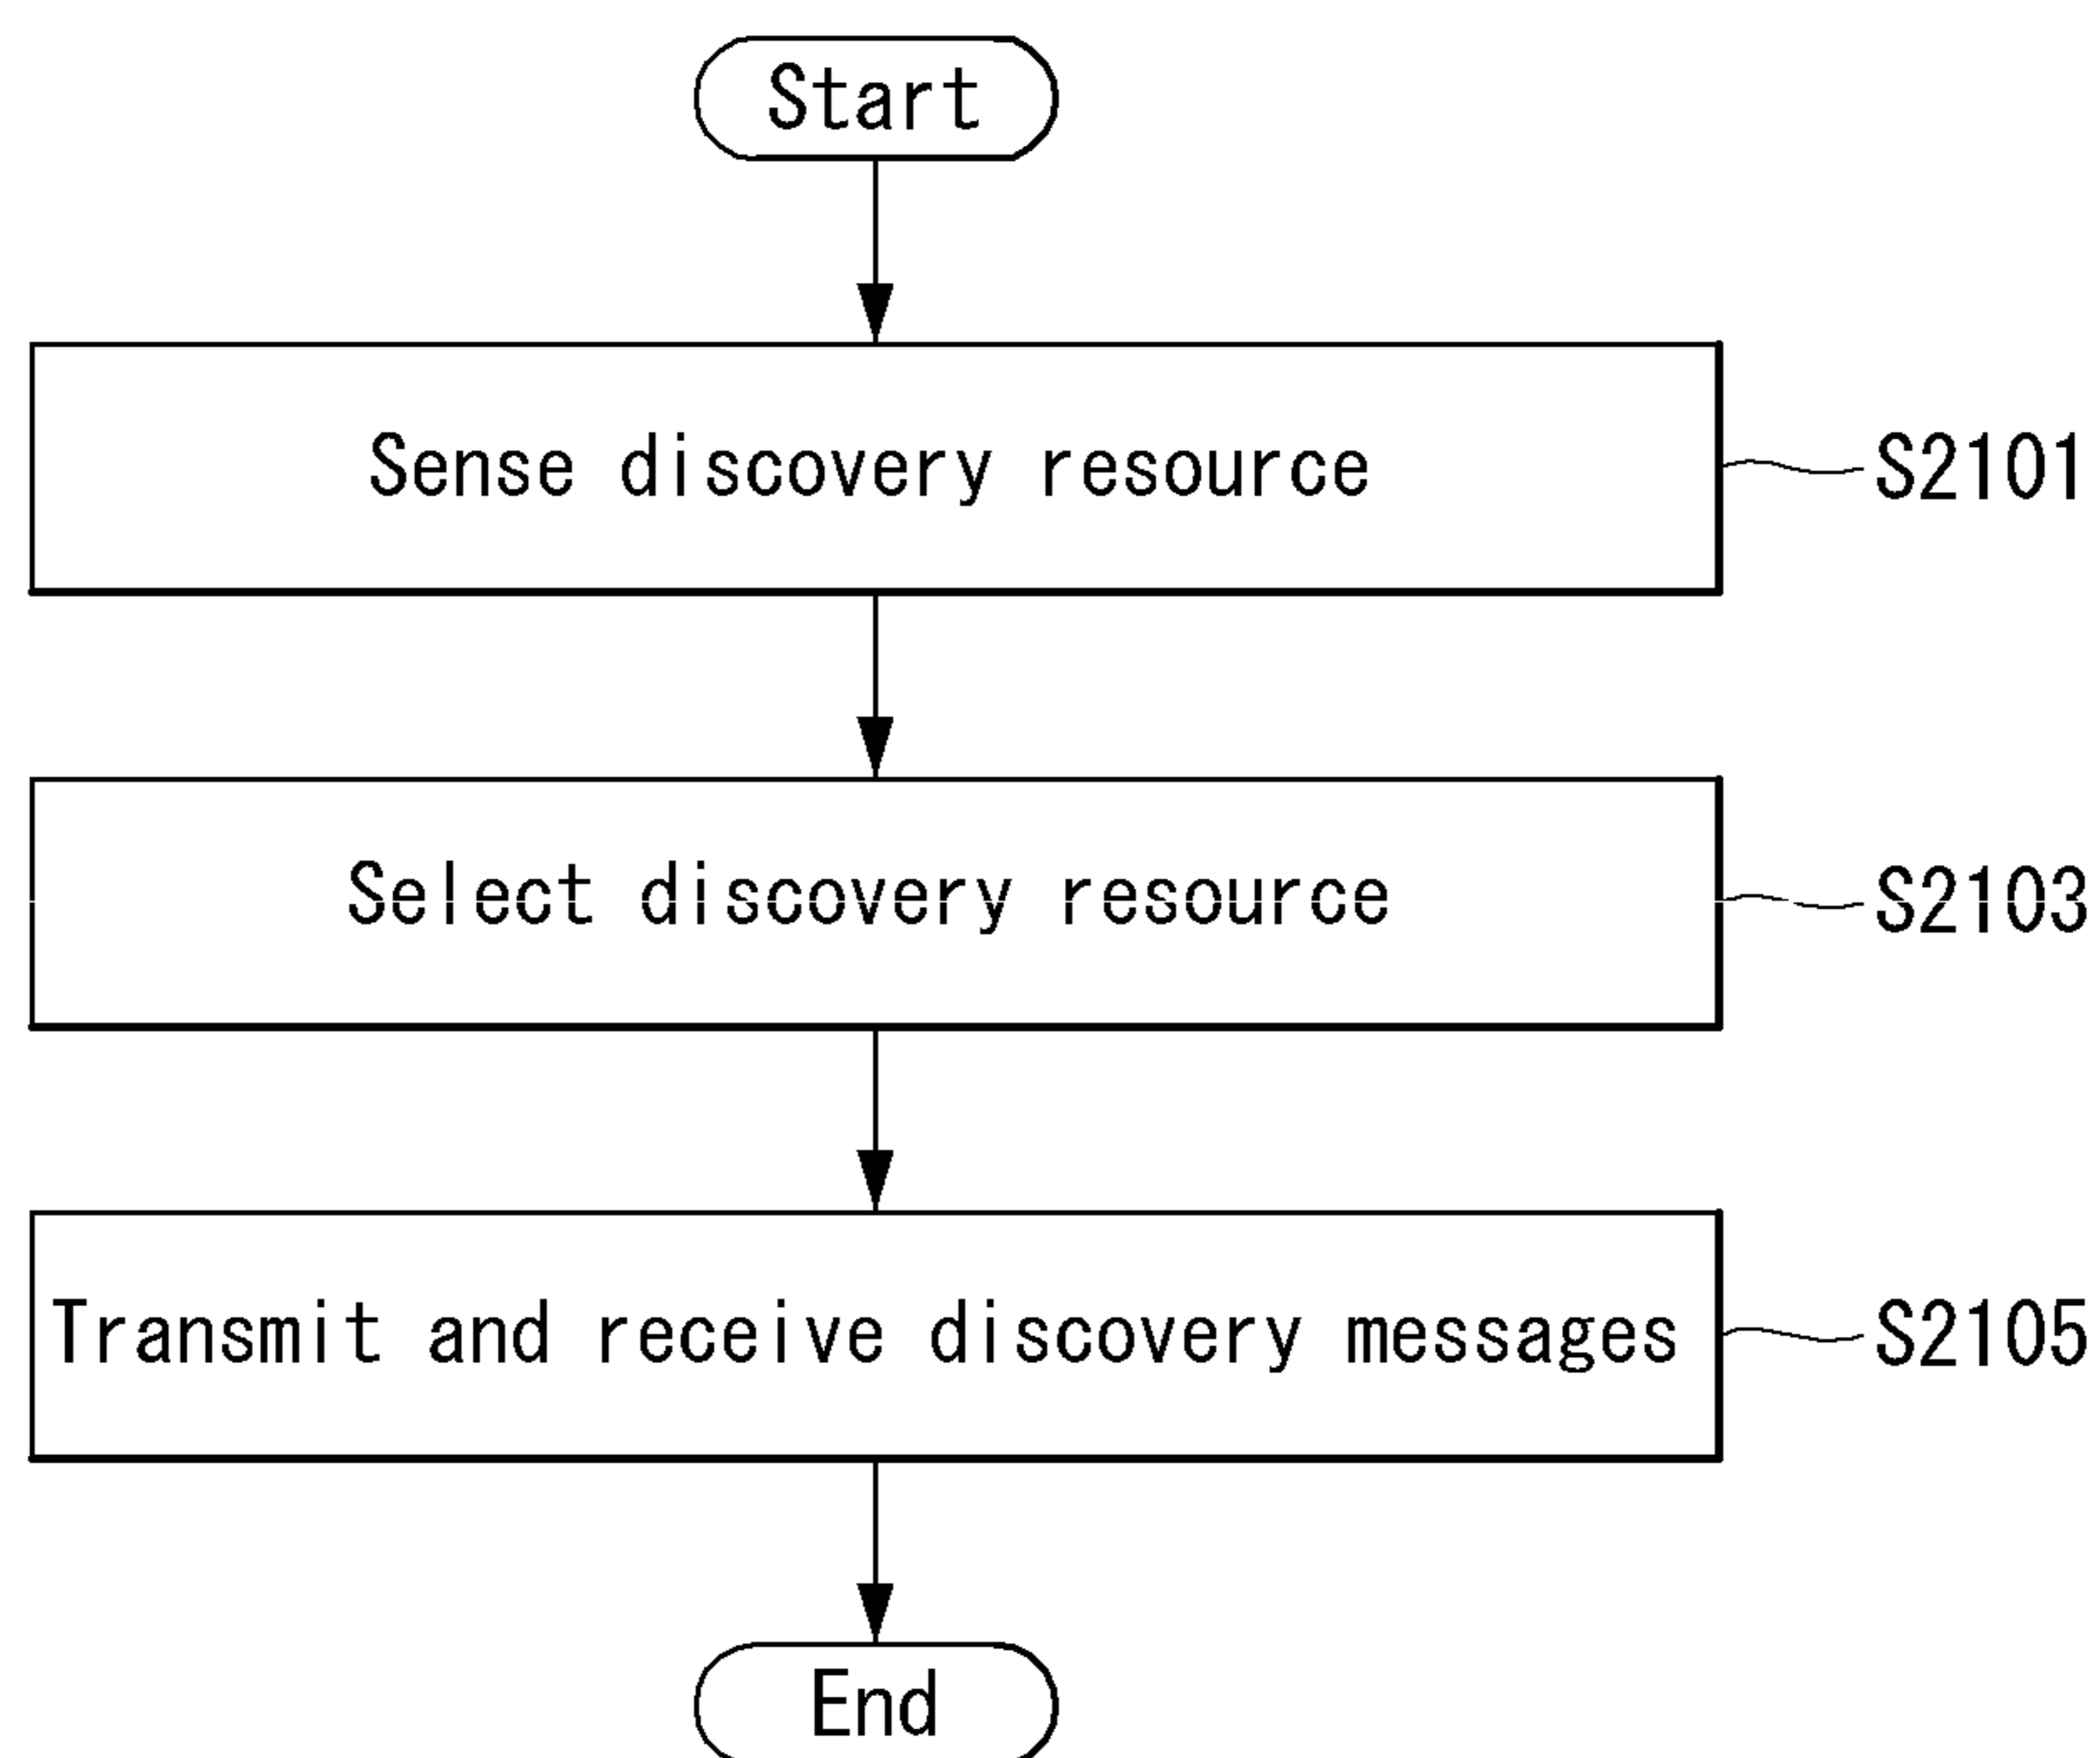 Start
Sense discovery resource
S2101
Select discovery resource
S2103
Transmit and receive discovery messages
S2105
End